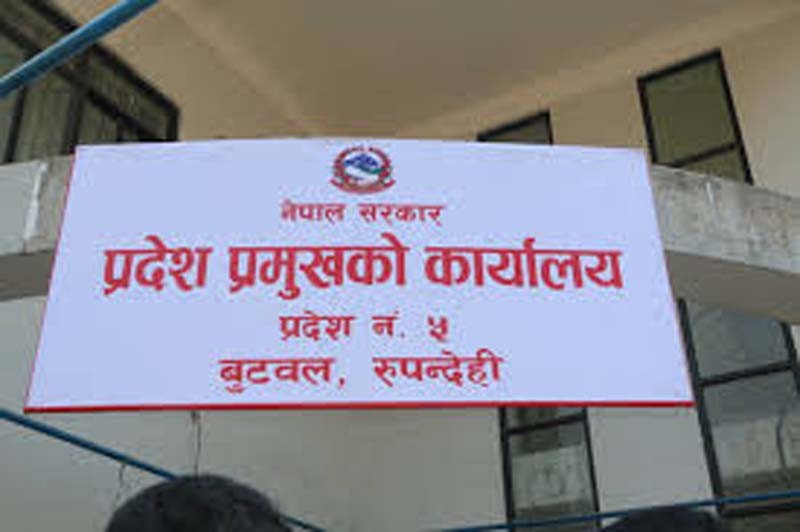 नेपाल सरकार
प्रदेश प्रमुखको कार्यालय
प्रदेश नं. ५
बुटवल, रुपन्देही